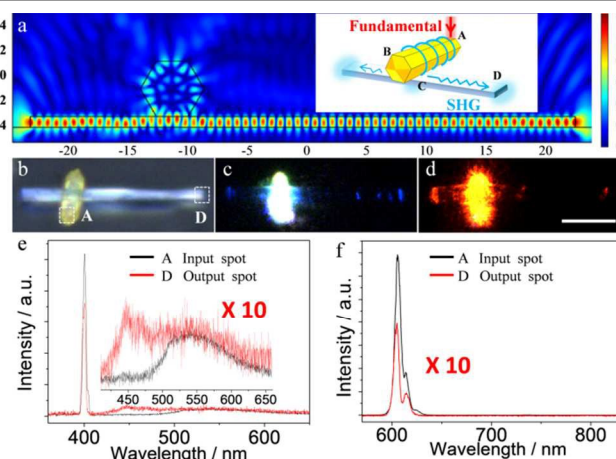 a
Fundamental
A
B
C
D
SHG
4
2
0
2
4
-20
-15
-10
-5
0
5
10
15
20
b
A
D
c
d
e
A Input spot
D Output spot
X 10
450
500
550
600
650
Intensity / a.u.
400
500
600
Wavelength / nm
f
A Input spot
D Output spot
X 10
Intensity / a.u.
600
700
800
Wavelength / nm